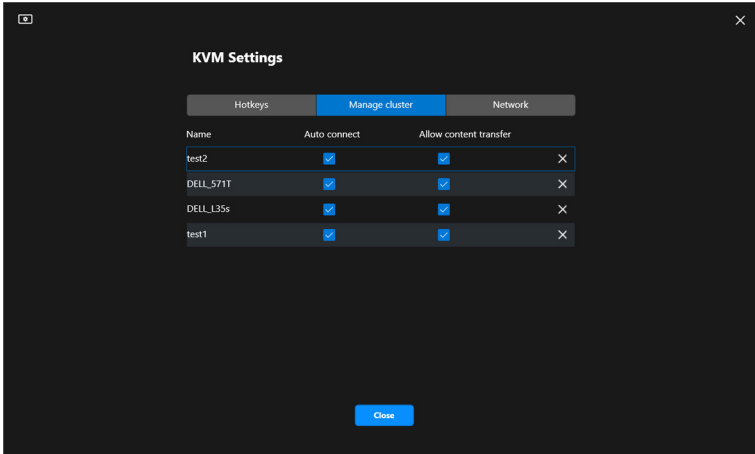 KVM Settings
Hotkeys Manage cluster Network
Name Auto connect Allow content transfer
test2
DELL_571T
DELL_L35s
test1
Close